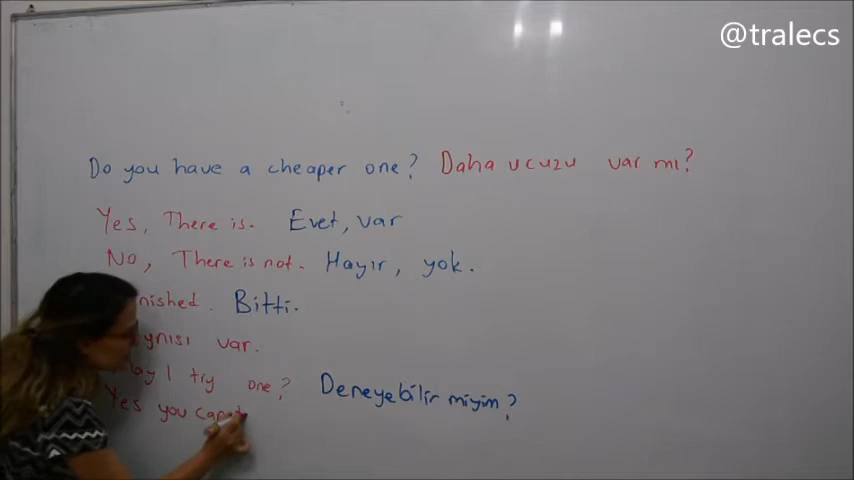 @tralecs
Do you have a cheaper one? Daha ucuzu var mı?
Yes, There is. Evet, var
No, There is not. Hayır, yok.
nished. Bitti.
ynısı var.
ay I try one? Deneyebilir miyim?
Yes you can